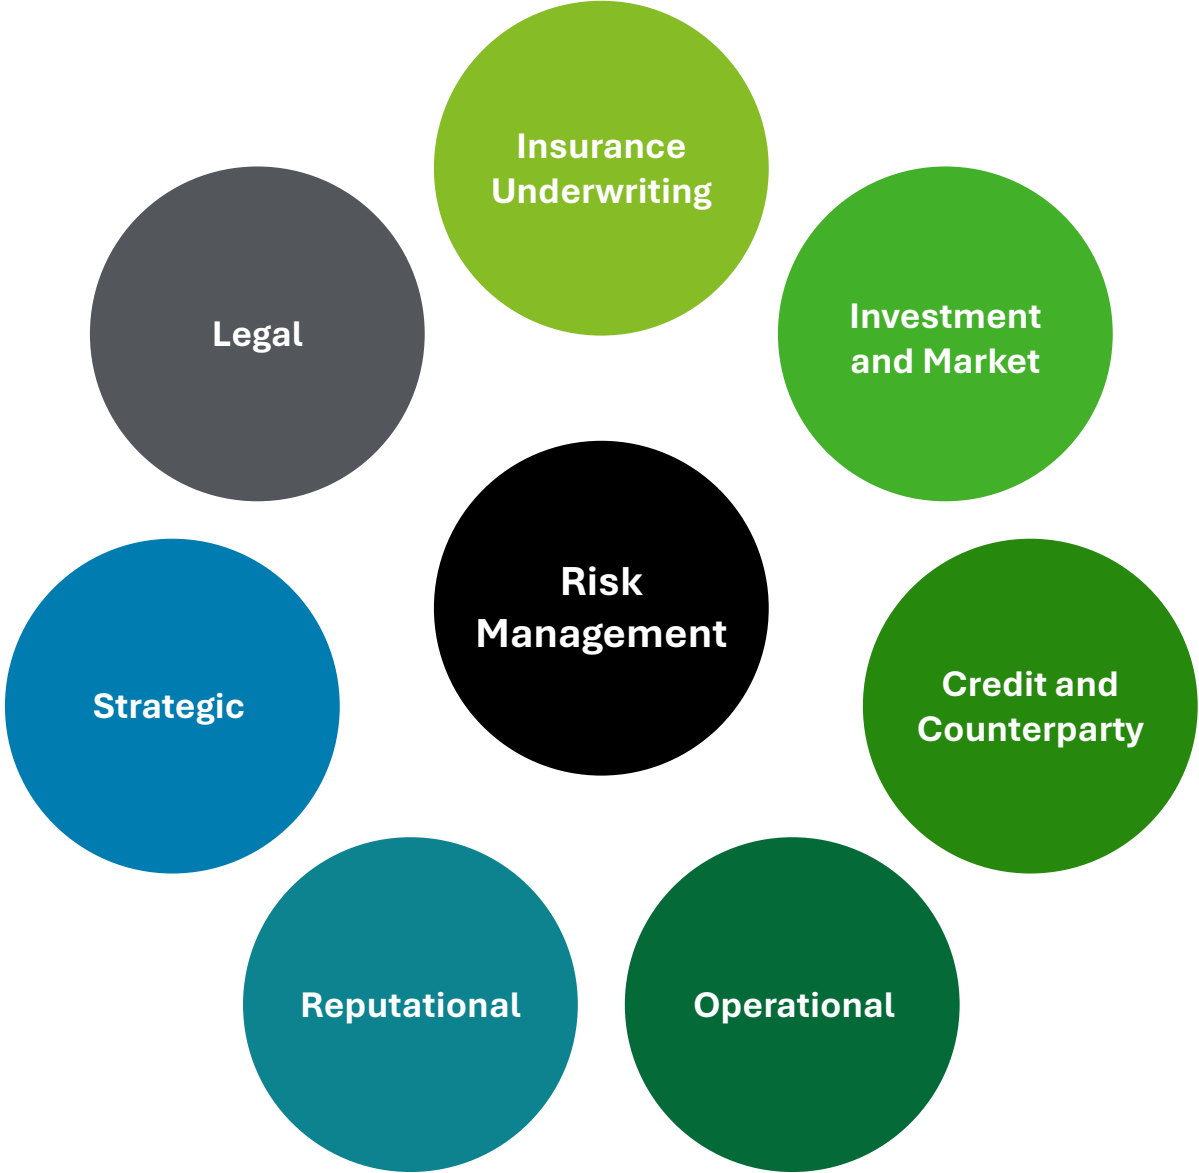 Insurance
Underwriting
Investment
and Market
Legal
Risk
Management
Credit and
Counterparty
Strategic
Reputational
Operational